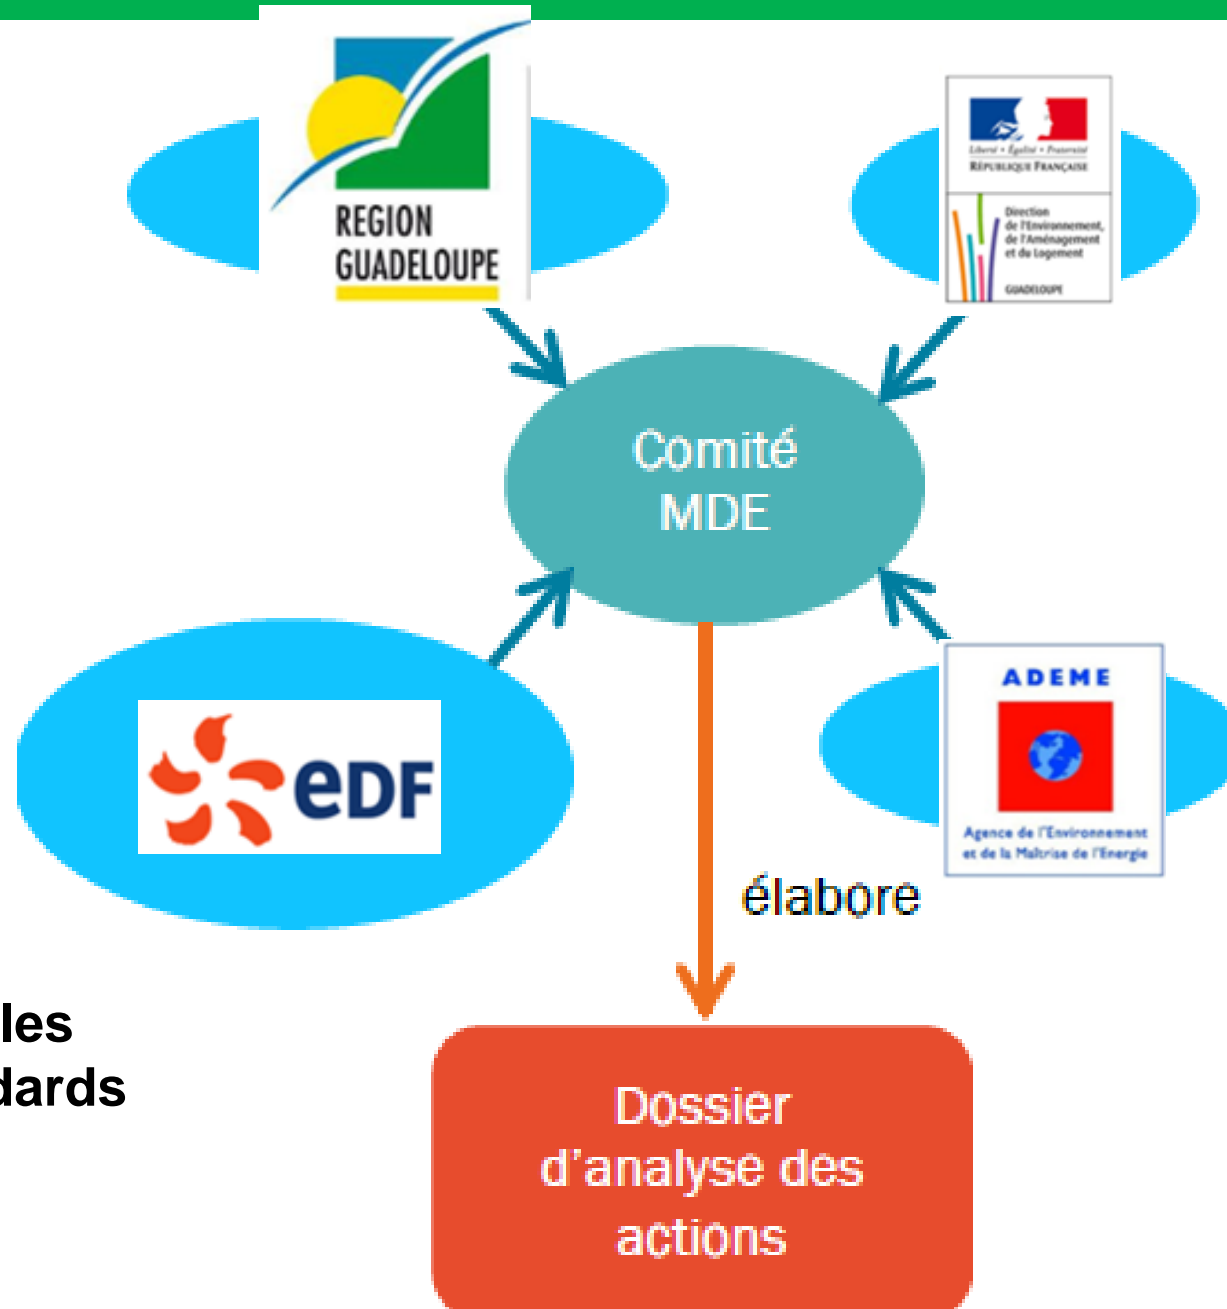 REGION
GUADELOUPE
Liberté • Égalité • Fraternité
RÉPUBLIQUE FRANÇAISE
Direction
de l'Environnement,
de l'Aménagement
et du Logement
GUADELOUPE
Comité
MDE
eDF
ADEME
Agence de l'Environnement
et de la Maîtrise de l'Energie
élabore
les
dards
Dossier
d'analyse des
actions